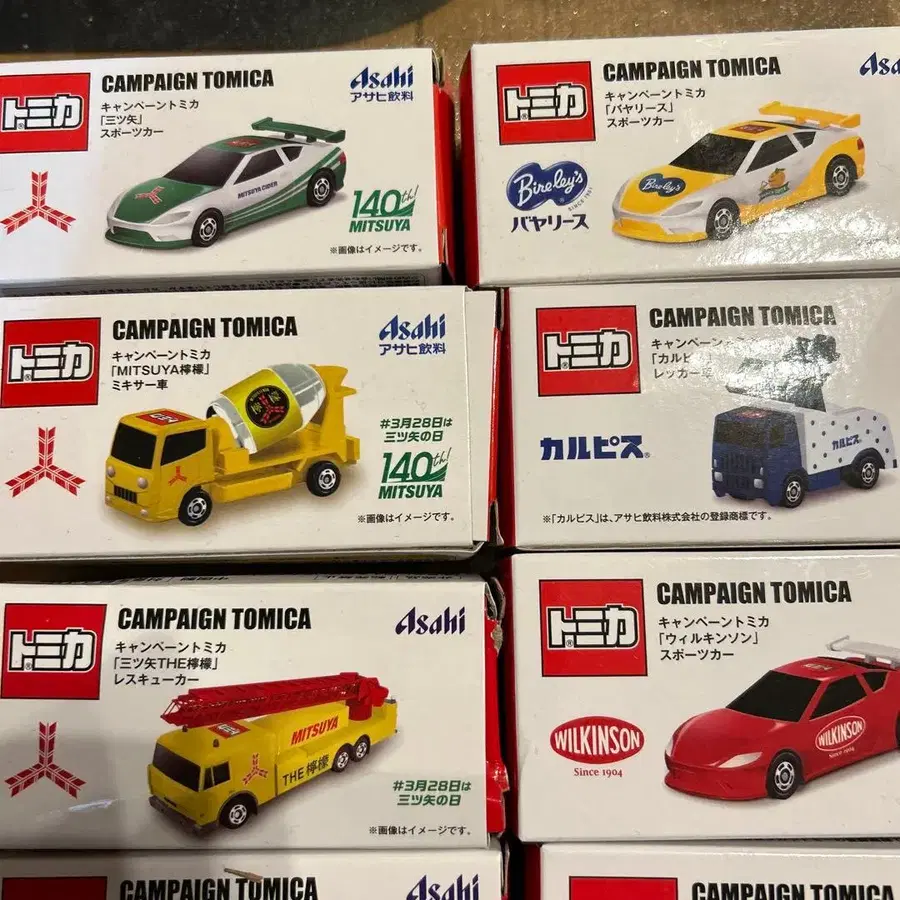 トミカ
CAMPAIGN TOMICA
キャンペーントミカ
「三ツ矢」
スポーツカー
Asahi
アサヒ飲料
MITSUYA CIDER
140th!
MITSUYA
※画像はイメージです。
トミカ
CAMPAIGN TOMICA
キャンペーントミカ
「バヤリース」
スポーツカー
Bireley's
SINCE 1951
バヤリース
Bireley's
トミカ
CAMPAIGN TOMICA
キャンペーントミカ
「MITSUYA檸檬」
ミキサー車
Asahi
アサヒ飲料
#3月28日は
三ツ矢の日
140th!
MITSUYA
※画像はイメージです。
トミカ
CAMPAIGN TOMICA
キャンペーン
「カルピ
レッカー
カルピス®
カルピス
※「カルピス」は、アサヒ飲料株式会社の登録商標です。
トミカ
CAMPAIGN TOMICA
キャンペーントミカ
「三ツ矢THE檸檬」
レスキューカー
Asahi
MITSUYA
THE檸檬
#3月28日は
三ツ矢の日
※画像はイメージです。
トミカ
CAMPAIGN TOMICA
キャンペーントミカ
「ウィルキンソン」
スポーツカー
WILKINSON
Since 1904
WILKINSON
Since 1904
トミカ
CAMPAIGN TOMICA
Asahi
トミカ
CAMPAIGN TOMICA